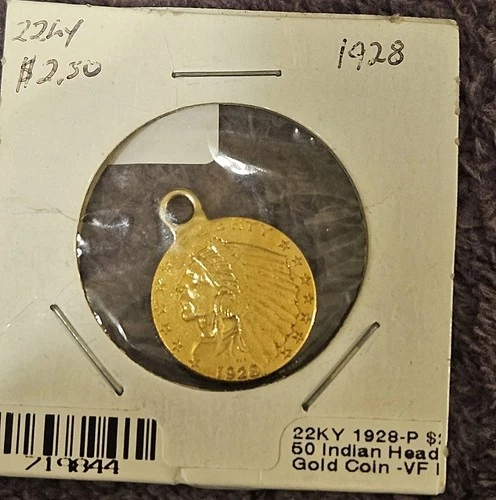 22KY
$2.50
1928
LIBERTY
1928
719844
22KY 1928-P $2
50 Indian Head
Gold Coin -VF